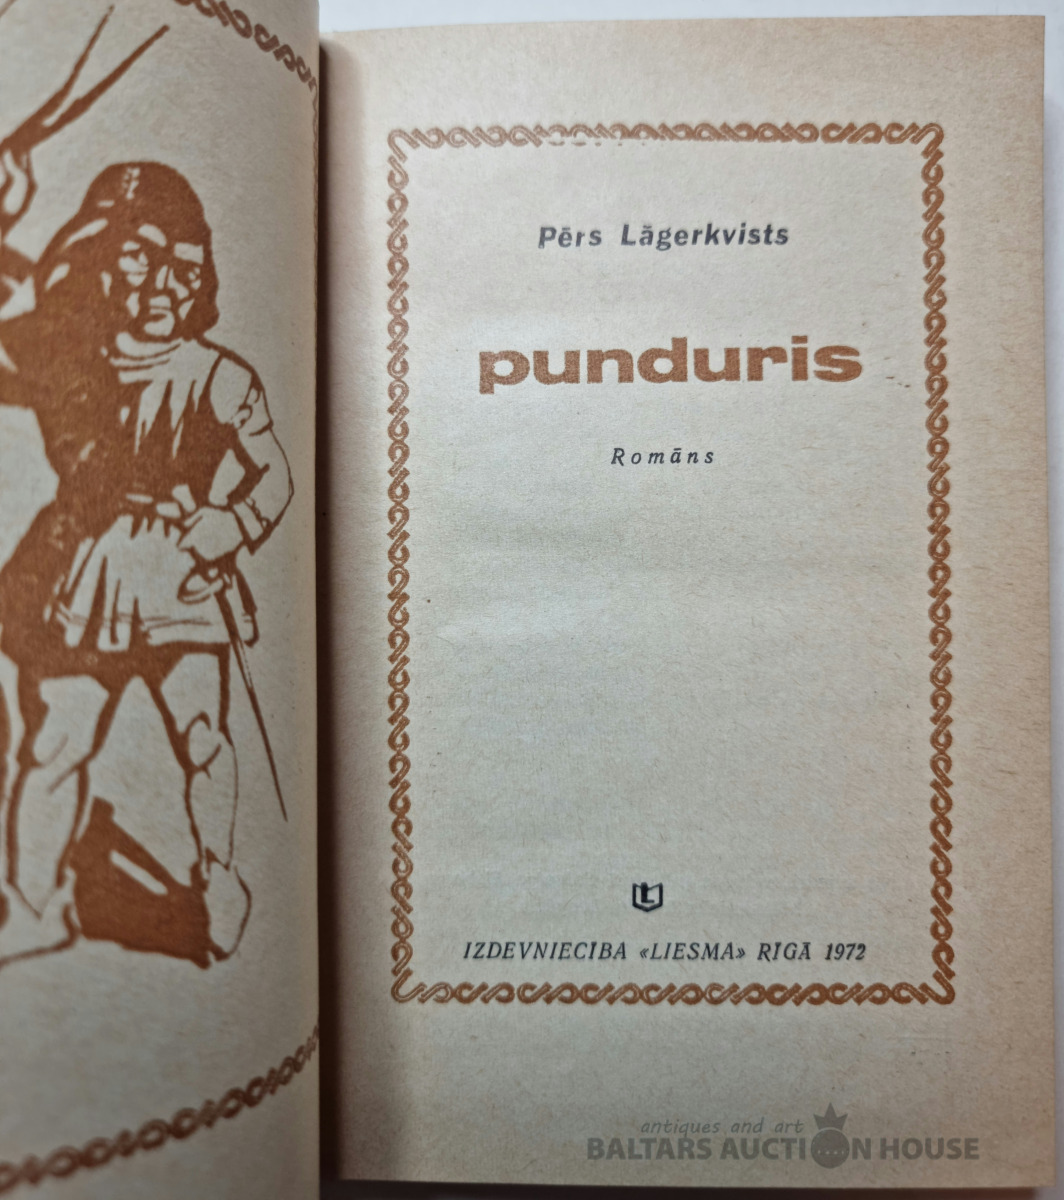 Pērs Lāgerkvists
punduris
Romāns
L
IZDEVNIECĪBA «LIESMA» RĪGĀ 1972
antiques and art
BALTARS AUCTION HOUSE